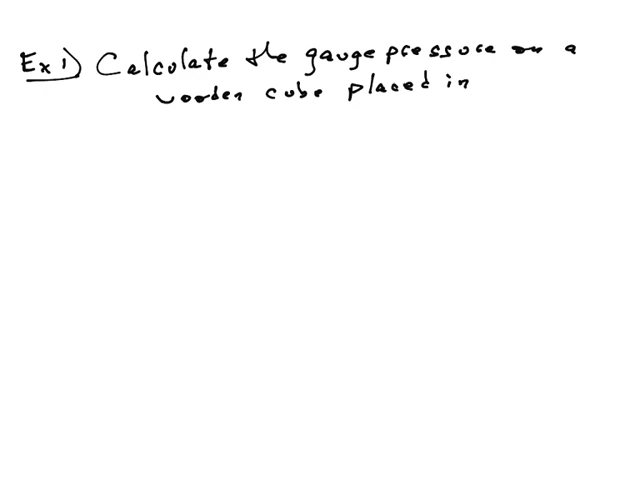 Ex 1) Calculate the gauge pressure on a
wooden cube placed in